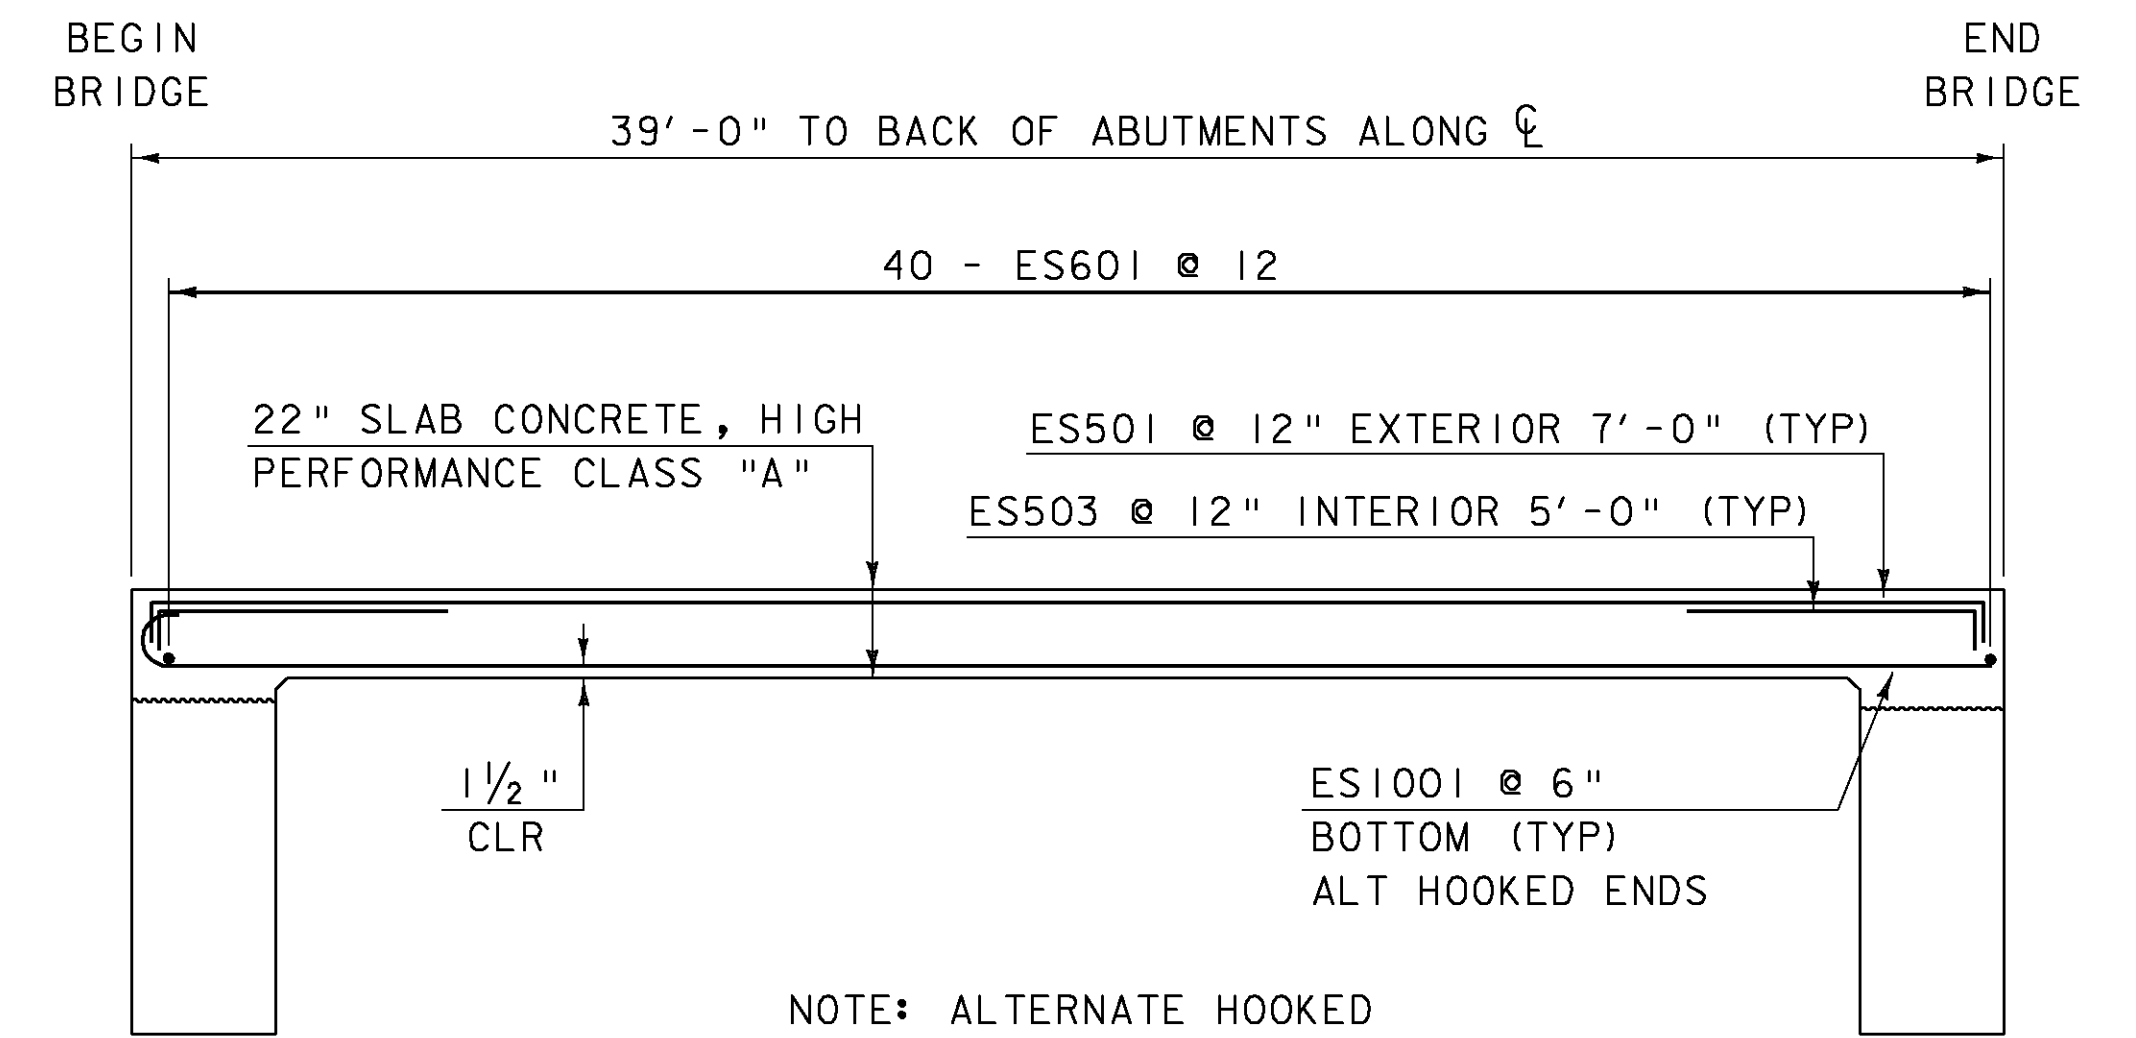 BEGIN
BRIDGE
END
BRIDGE
39'-0" TO BACK OF ABUTMENTS ALONG ℄
40 - ES601 @ 12
22" SLAB CONCRETE, HIGH
PERFORMANCE CLASS "A"
ES501 @ 12" EXTERIOR 7'-0" (TYP)
ES503 @ 12" INTERIOR 5'-0" (TYP)
1 1/2"
CLR
ES1001 @ 6"
BOTTOM (TYP)
ALT HOOKED ENDS
NOTE: ALTERNATE HOOKED